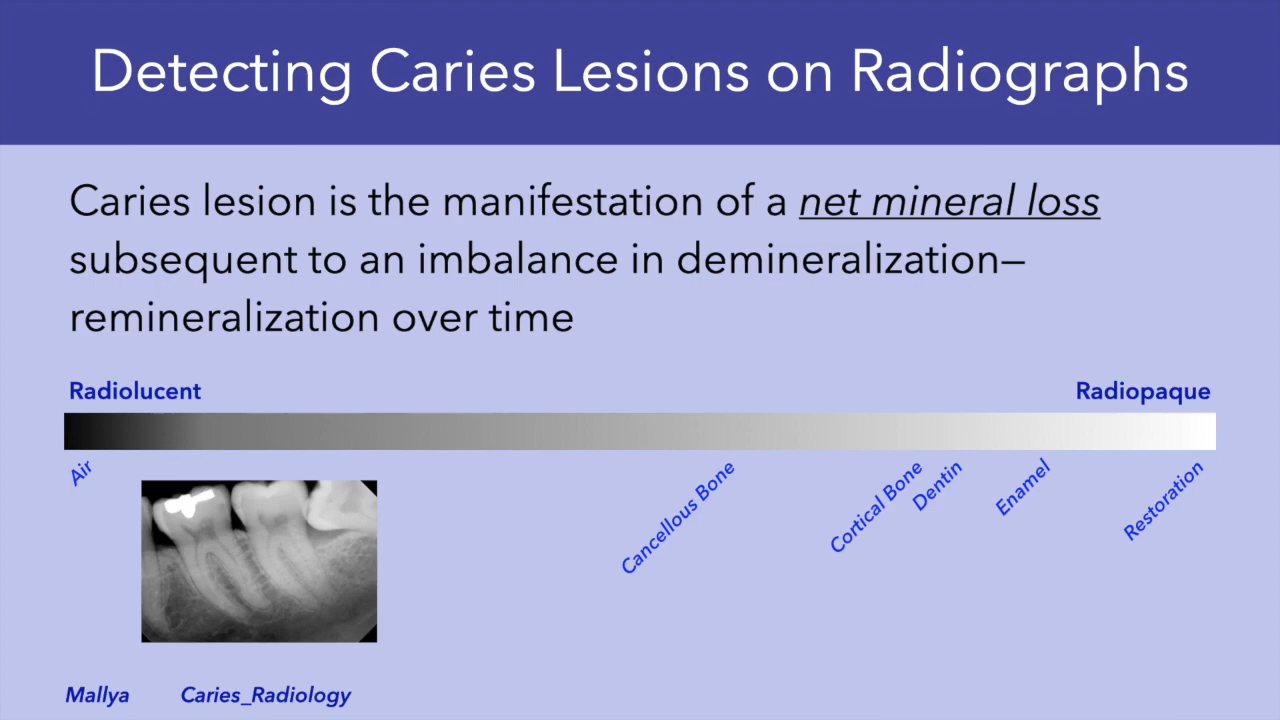 Detecting Caries Lesions on Radiographs
Caries lesion is the manifestation of a net mineral loss
subsequent to an imbalance in demineralization–
remineralization over time
Radiolucent
Radiopaque
Air
Cancellous Bone
Cortical Bone
Dentin
Enamel
Restoration
Mallya
Caries_Radiology